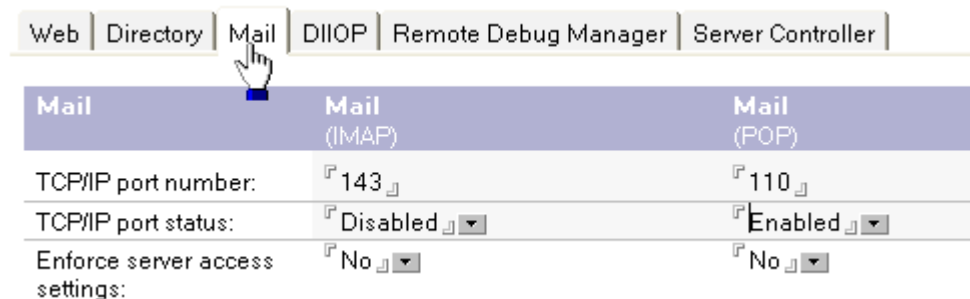 Web Directory Mail DIIOP Remote Debug Manager Server Controller
Mail Mail Mail
(IMAP) (POP)
TCP/IP port number: 143 110
TCP/IP port status: Disabled Enabled
Enforce server access No No
settings: